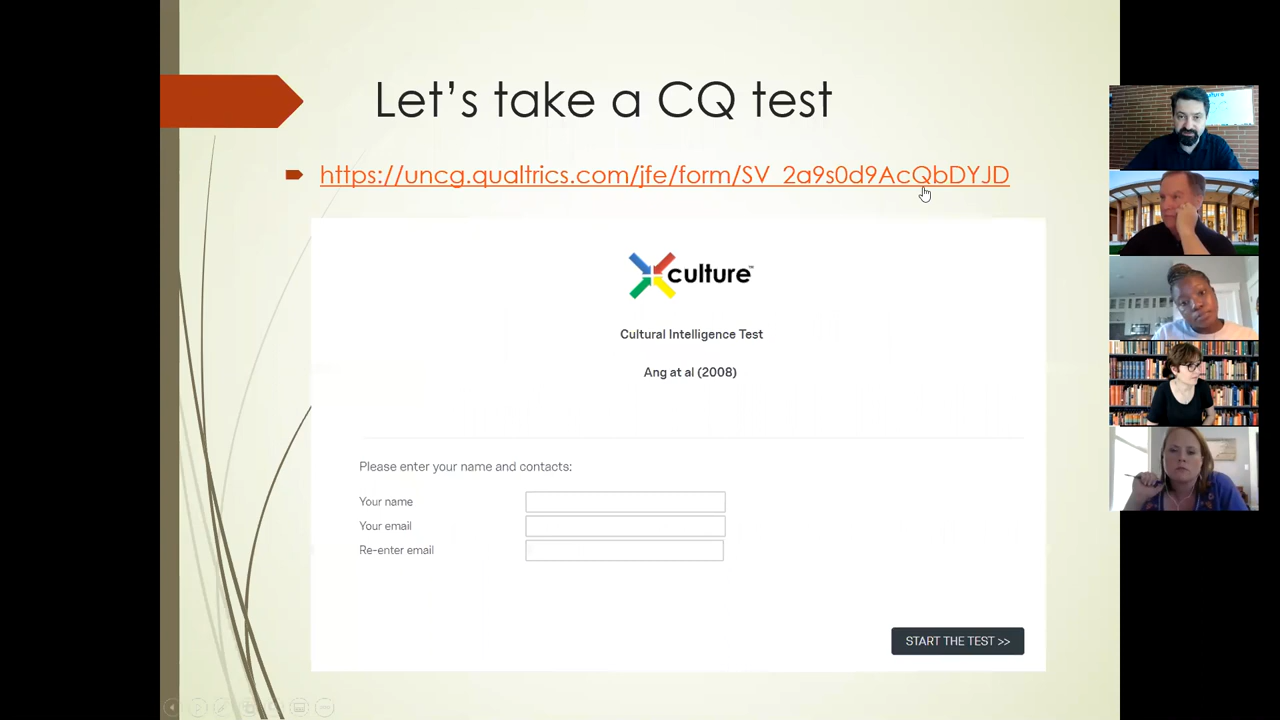 Let's take a CQ test
https://uncg.qualtrics.com/jfe/form/SV_2a9s0d9AcQbDYJD
culture™
Cultural Intelligence Test
Ang at al (2008)
Please enter your name and contacts:
Your name
Your email
Re-enter email
START THE TEST >>